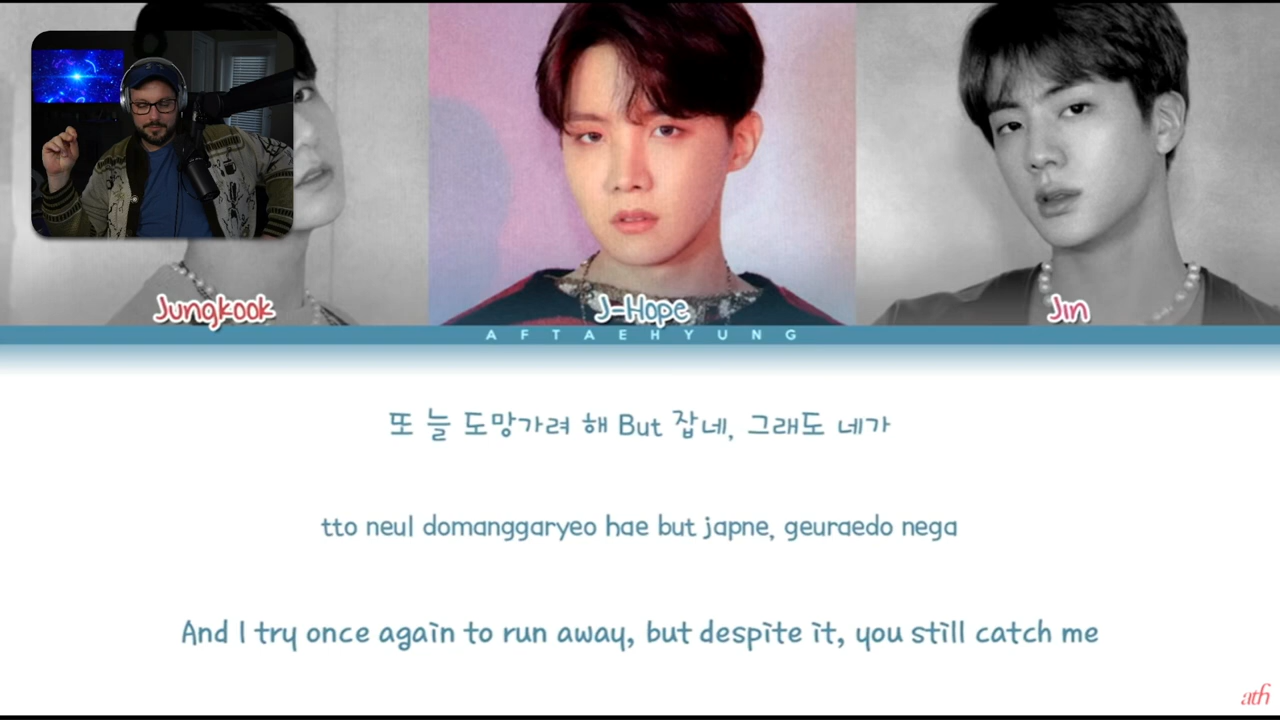 Jungkook
J-Hope
Jin
AFTAEHYUNG
또 늘 도망가려 해 But 잡네, 그래도 네가
tto neul domanggaryeo hae but japne, geuraedo nega
And I try once again to run away, but despite it, you still catch me
ath